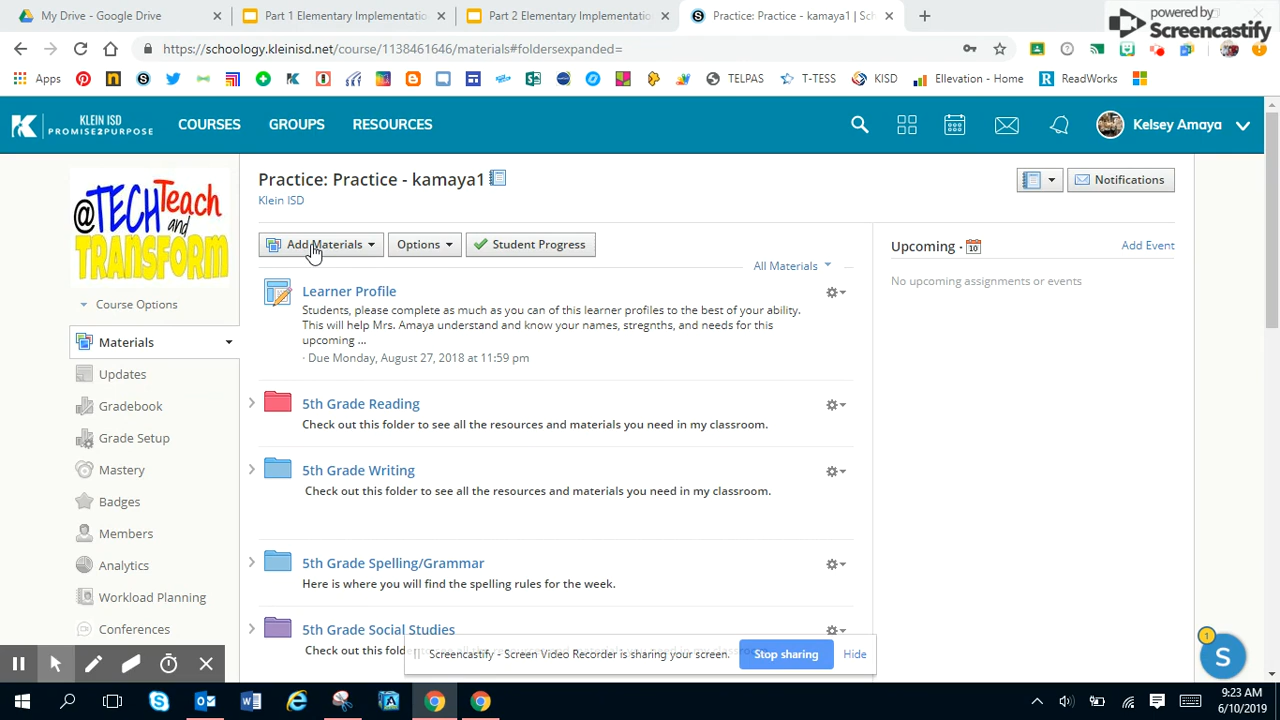 My Drive - Google Drive
Part 1 Elementary Implementatio
Part 2 Elementary Implementatio
Practice: Practice - kamaya1 | Sch
powered by
Screencastify
https://schoology.kleinisd.net/course/1138461646/materials#foldersexpanded=
Apps
TELPAS
T-TESS
KISD
Ellevation - Home
ReadWorks
KLEIN ISD
PROMISE2PURPOSE
COURSES
GROUPS
RESOURCES
Kelsey Amaya
@TECH Teach
and
TRANSFORM
Course Options
Materials
Updates
Gradebook
Grade Setup
Mastery
Badges
Members
Analytics
Workload Planning
Conferences
Practice: Practice - kamaya1
Klein ISD
Notifications
Add Materials
Options
Student Progress
All Materials
Learner Profile
Students, please complete as much as you can of this learner profiles to the best of your ability.
This will help Mrs. Amaya understand and know your names, stregnths, and needs for this
upcoming ...
· Due Monday, August 27, 2018 at 11:59 pm
5th Grade Reading
Check out this folder to see all the resources and materials you need in my classroom.
5th Grade Writing
Check out this folder to see all the resources and materials you need in my classroom.
5th Grade Spelling/Grammar
Here is where you will find the spelling rules for the week.
5th Grade Social Studies
Check out this folde
Upcoming · 10
Add Event
No upcoming assignments or events
Screencastify - Screen Video Recorder is sharing your screen.
Stop sharing
Hide
1
S
9:23 AM
6/10/2019